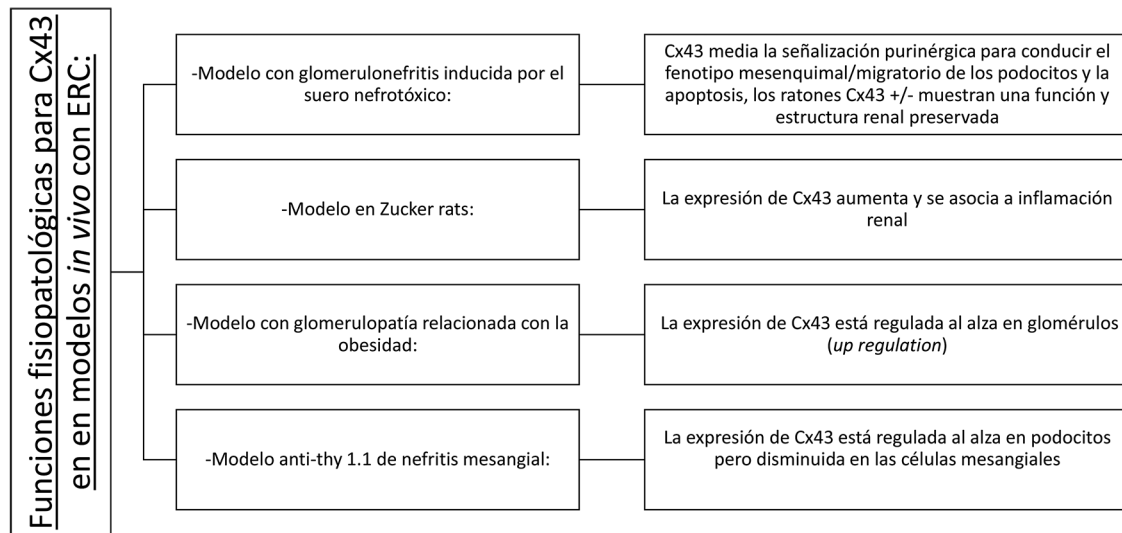 Funciones fisiopatológicas para Cx43
en en modelos in vivo con ERC:
-Modelo con glomerulonefritis inducida por el
suero nefrotóxico:
Cx43 media la señalización purinérgica para conducir el
fenotipo mesenquimal/migratorio de los podocitos y la
apoptosis, los ratones Cx43 +/- muestran una función y
estructura renal preservada
-Modelo en Zucker rats:
La expresión de Cx43 aumenta y se asocia a inflamación
renal
-Modelo con glomerulopatía relacionada con la
obesidad:
La expresión de Cx43 está regulada al alza en glomérulos
(up regulation)
-Modelo anti-thy 1.1 de nefritis mesangial:
La expresión de Cx43 está regulada al alza en podocitos
pero disminuida en las células mesangiales